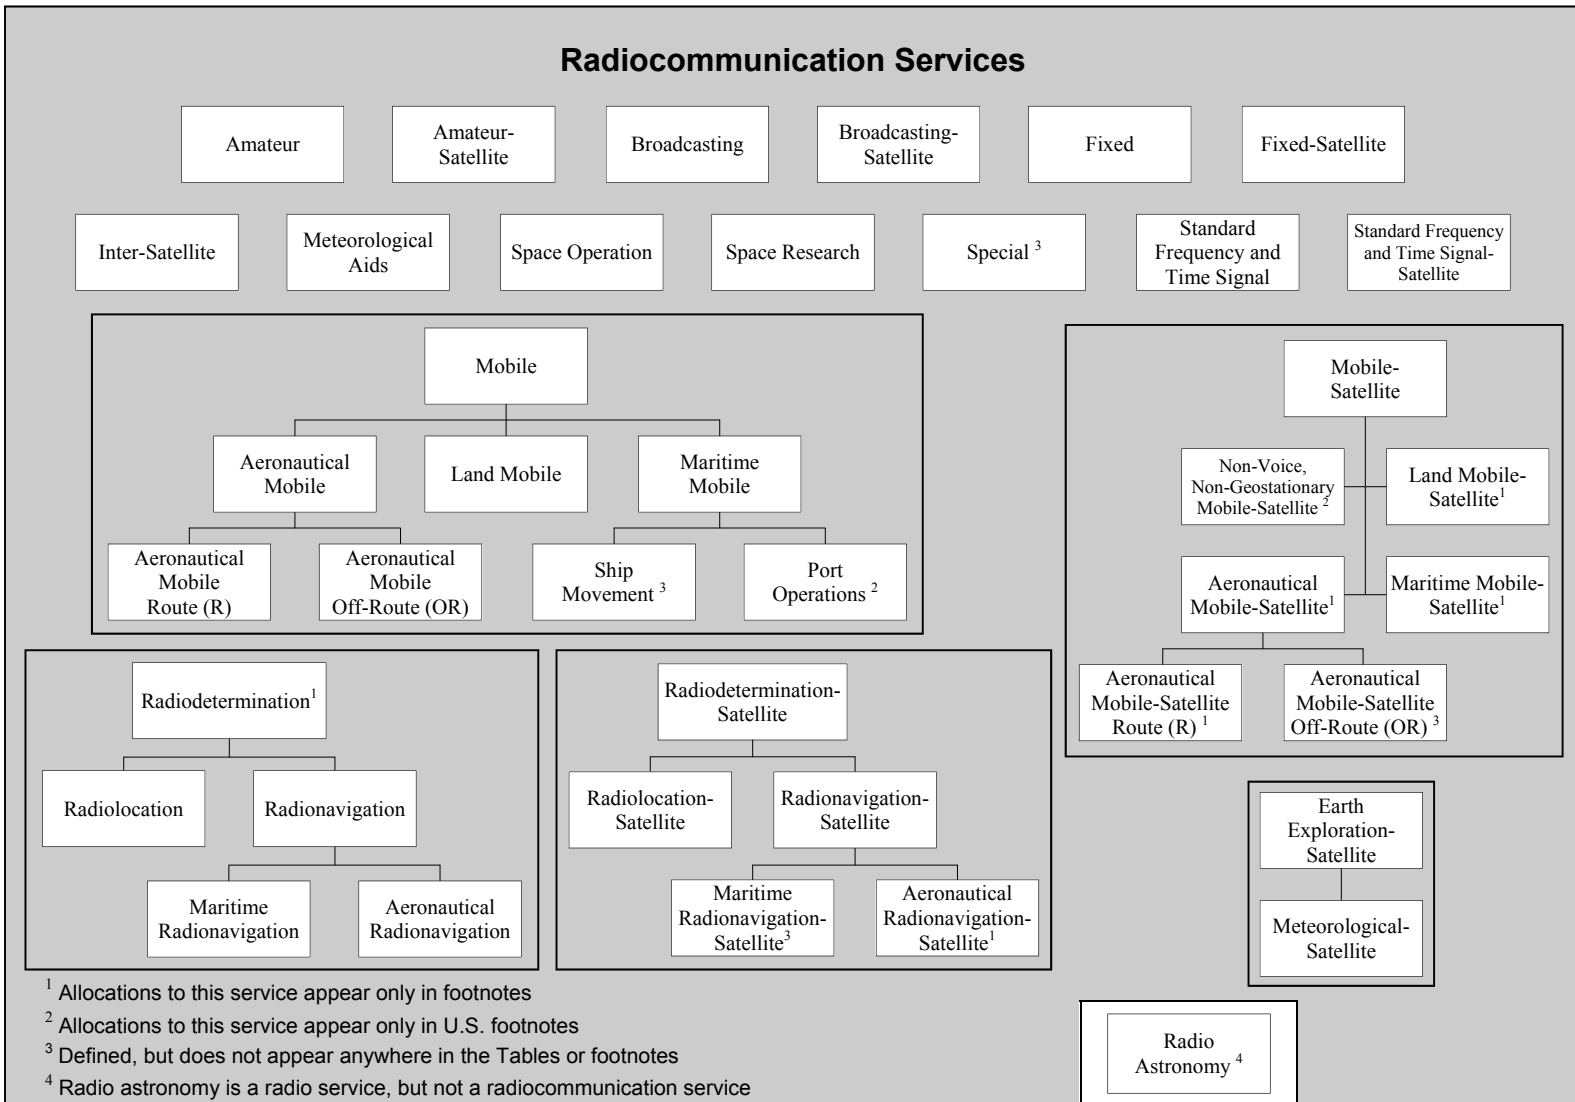 Radiocommunication Services
Amateur
Amateur-
Satellite
Broadcasting
Broadcasting-
Satellite
Fixed
Fixed-Satellite
Inter-Satellite
Meteorological
Aids
Space Operation
Space Research
Special ³
Standard
Frequency and
Time Signal
Standard Frequency
and Time Signal-
Satellite
Mobile
Aeronautical
Mobile
Land Mobile
Maritime
Mobile
Aeronautical
Mobile
Route (R)
Aeronautical
Mobile
Off-Route (OR)
Ship
Movement ³
Port
Operations ²
Mobile-
Satellite
Non-Voice,
Non-Geostationary
Mobile-Satellite ²
Land Mobile-
Satellite¹
Aeronautical
Mobile-Satellite¹
Maritime Mobile-
Satellite¹
Aeronautical
Mobile-Satellite
Route (R) ¹
Aeronautical
Mobile-Satellite
Off-Route (OR) ³
Radiodetermination¹
Radiolocation
Radionavigation
Maritime
Radionavigation
Aeronautical
Radionavigation
Radiodetermination-
Satellite
Radiolocation-
Satellite
Radionavigation-
Satellite
Maritime
Radionavigation-
Satellite³
Aeronautical
Radionavigation-
Satellite¹
Earth
Exploration-
Satellite
Meteorological-
Satellite
¹ Allocations to this service appear only in footnotes
² Allocations to this service appear only in U.S. footnotes
³ Defined, but does not appear anywhere in the Tables or footnotes
⁴ Radio astronomy is a radio service, but not a radiocommunication service
Radio
Astronomy ⁴